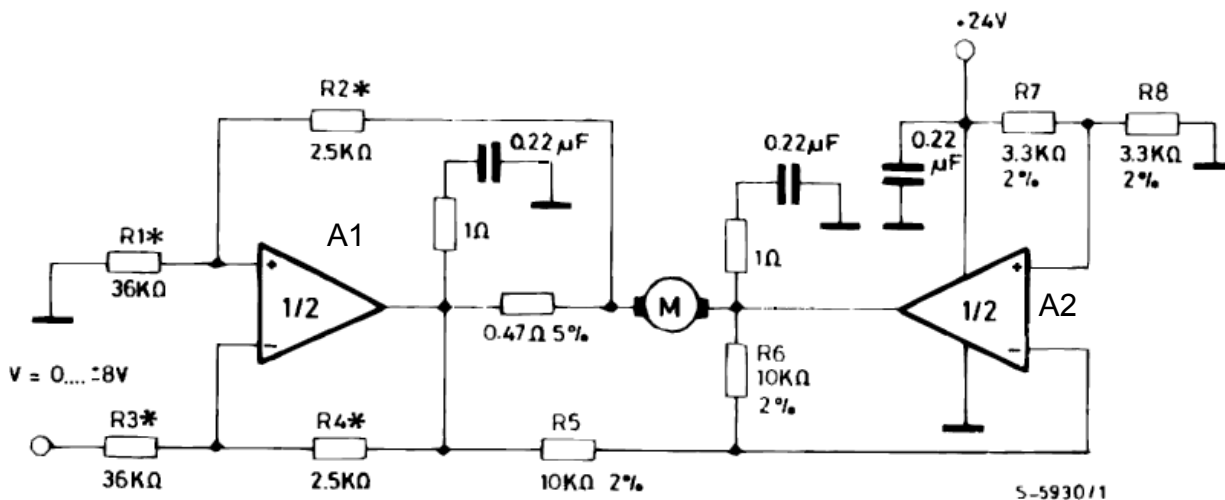 +24V
R2*
2.5KΩ
0.22µF
0.22µF
0.22 µF
R7
3.3KΩ
2%
R8
3.3KΩ
2%
1Ω
1Ω
R1*
36KΩ
A1
+
1/2
-
0.47Ω 5%
M
A2
+
1/2
-
R6
10KΩ
2%
V = 0....±8V
R3*
36KΩ
R4*
2.5KΩ
R5
10KΩ 2%
S-5930/1